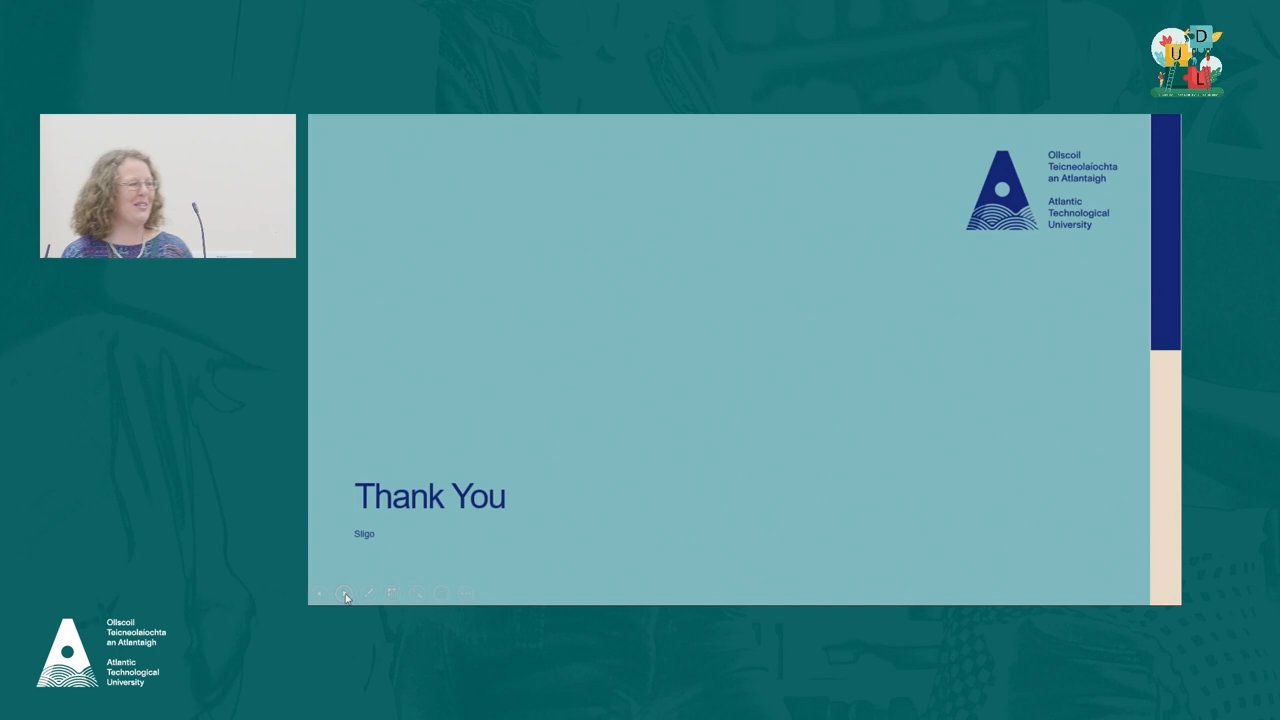 U
D
L
Ollscoil
Teicneolaíochta
an Atlantaigh
Atlantic
Technological
University
Thank You
Sligo
Ollscoil
Teicneolaíochta
an Atlantaigh
Atlantic
Technological
University